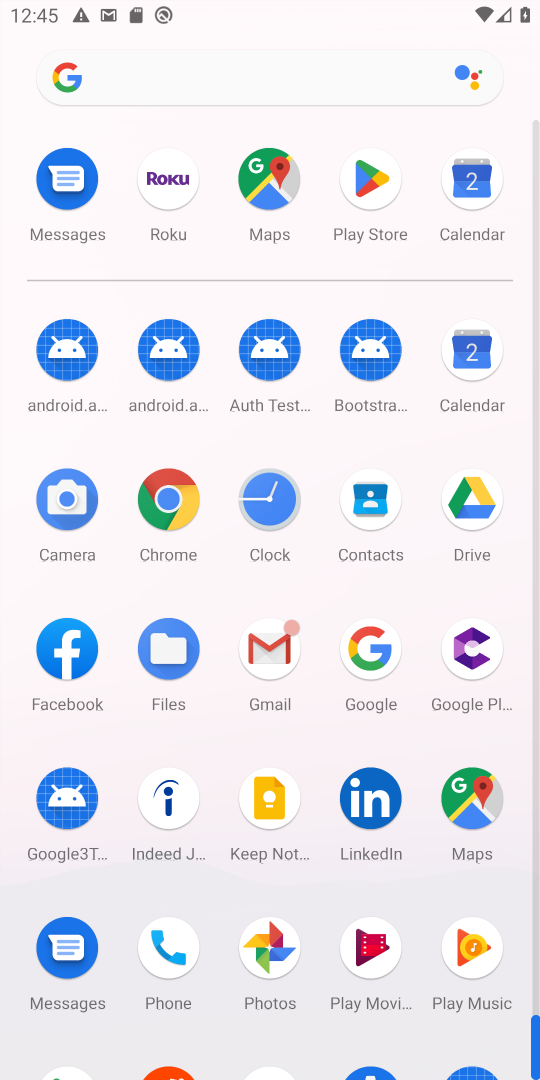 12:45
Messages Roku Maps Play Store Calendar
android.a... android.a... Auth Test... Bootstra... Calendar
Camera Chrome Clock Contacts Drive
Facebook Files Gmail Google Google Pl...
Google3T... Indeed J... Keep Not... LinkedIn Maps
Messages Phone Photos Play Movi... Play Music